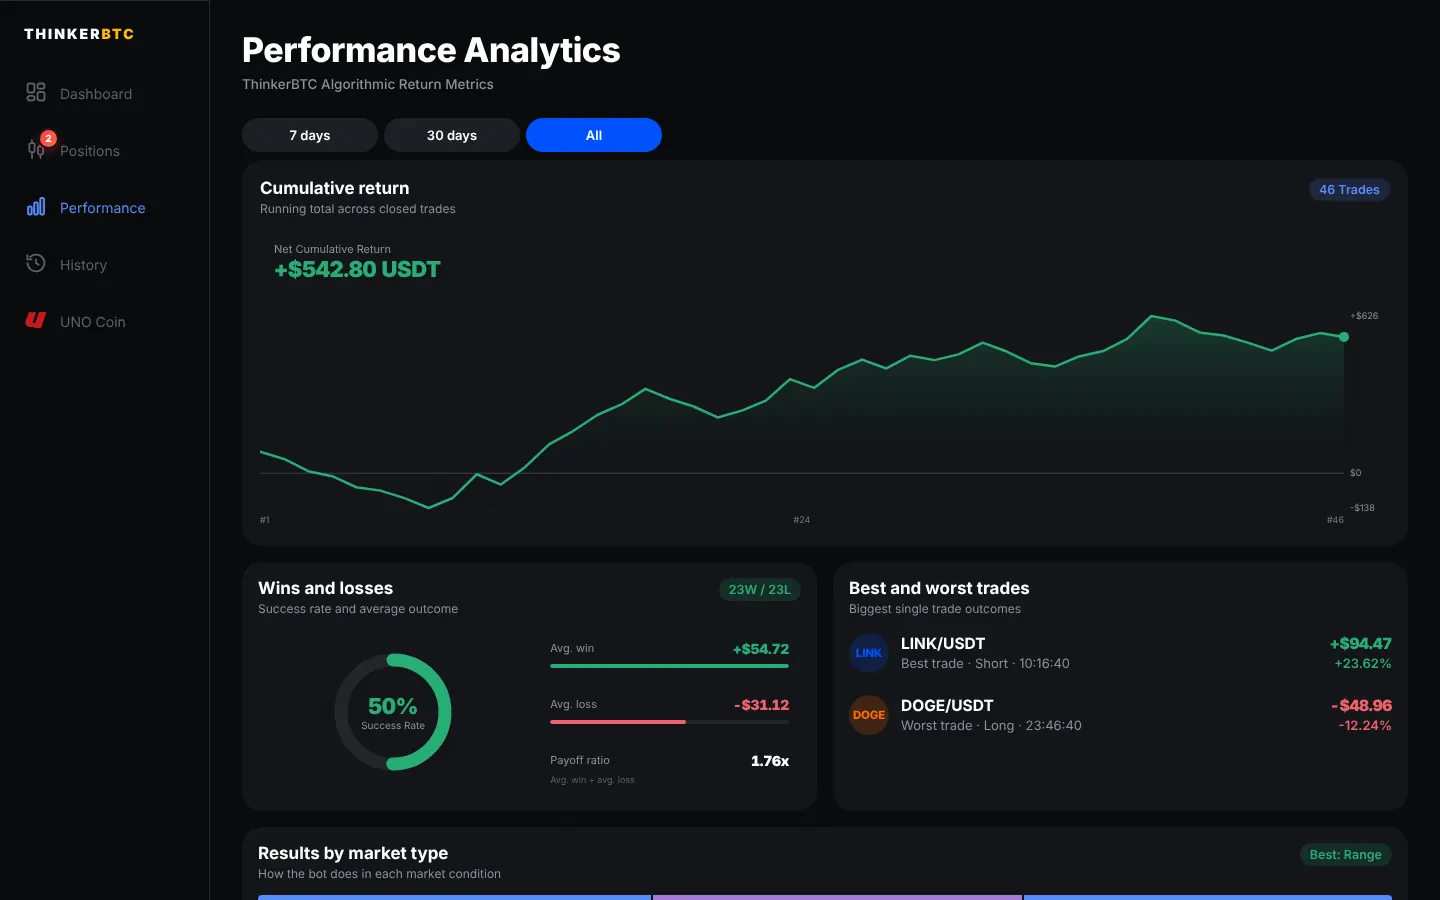 THINKERBTC
Dashboard
2
Positions
Performance
History
UNO Coin
Performance Analytics
ThinkerBTC Algorithmic Return Metrics
7 days
30 days
All
Cumulative return
46 Trades
Running total across closed trades
Net Cumulative Return
+$542.80 USDT
+$626
$0
-$138
#1
#24
#46
Wins and losses
23W / 23L
Success rate and average outcome
50%
Success Rate
Avg. win
+$54.72
Avg. loss
-$31.12
Payoff ratio
1.76x
Avg. win ÷ avg. loss
Best and worst trades
Biggest single trade outcomes
LINK
LINK/USDT
+$94.47
Best trade · Short · 10:16:40
+23.62%
DOGE
DOGE/USDT
-$48.96
Worst trade · Long · 23:46:40
-12.24%
Results by market type
Best: Range
How the bot does in each market condition